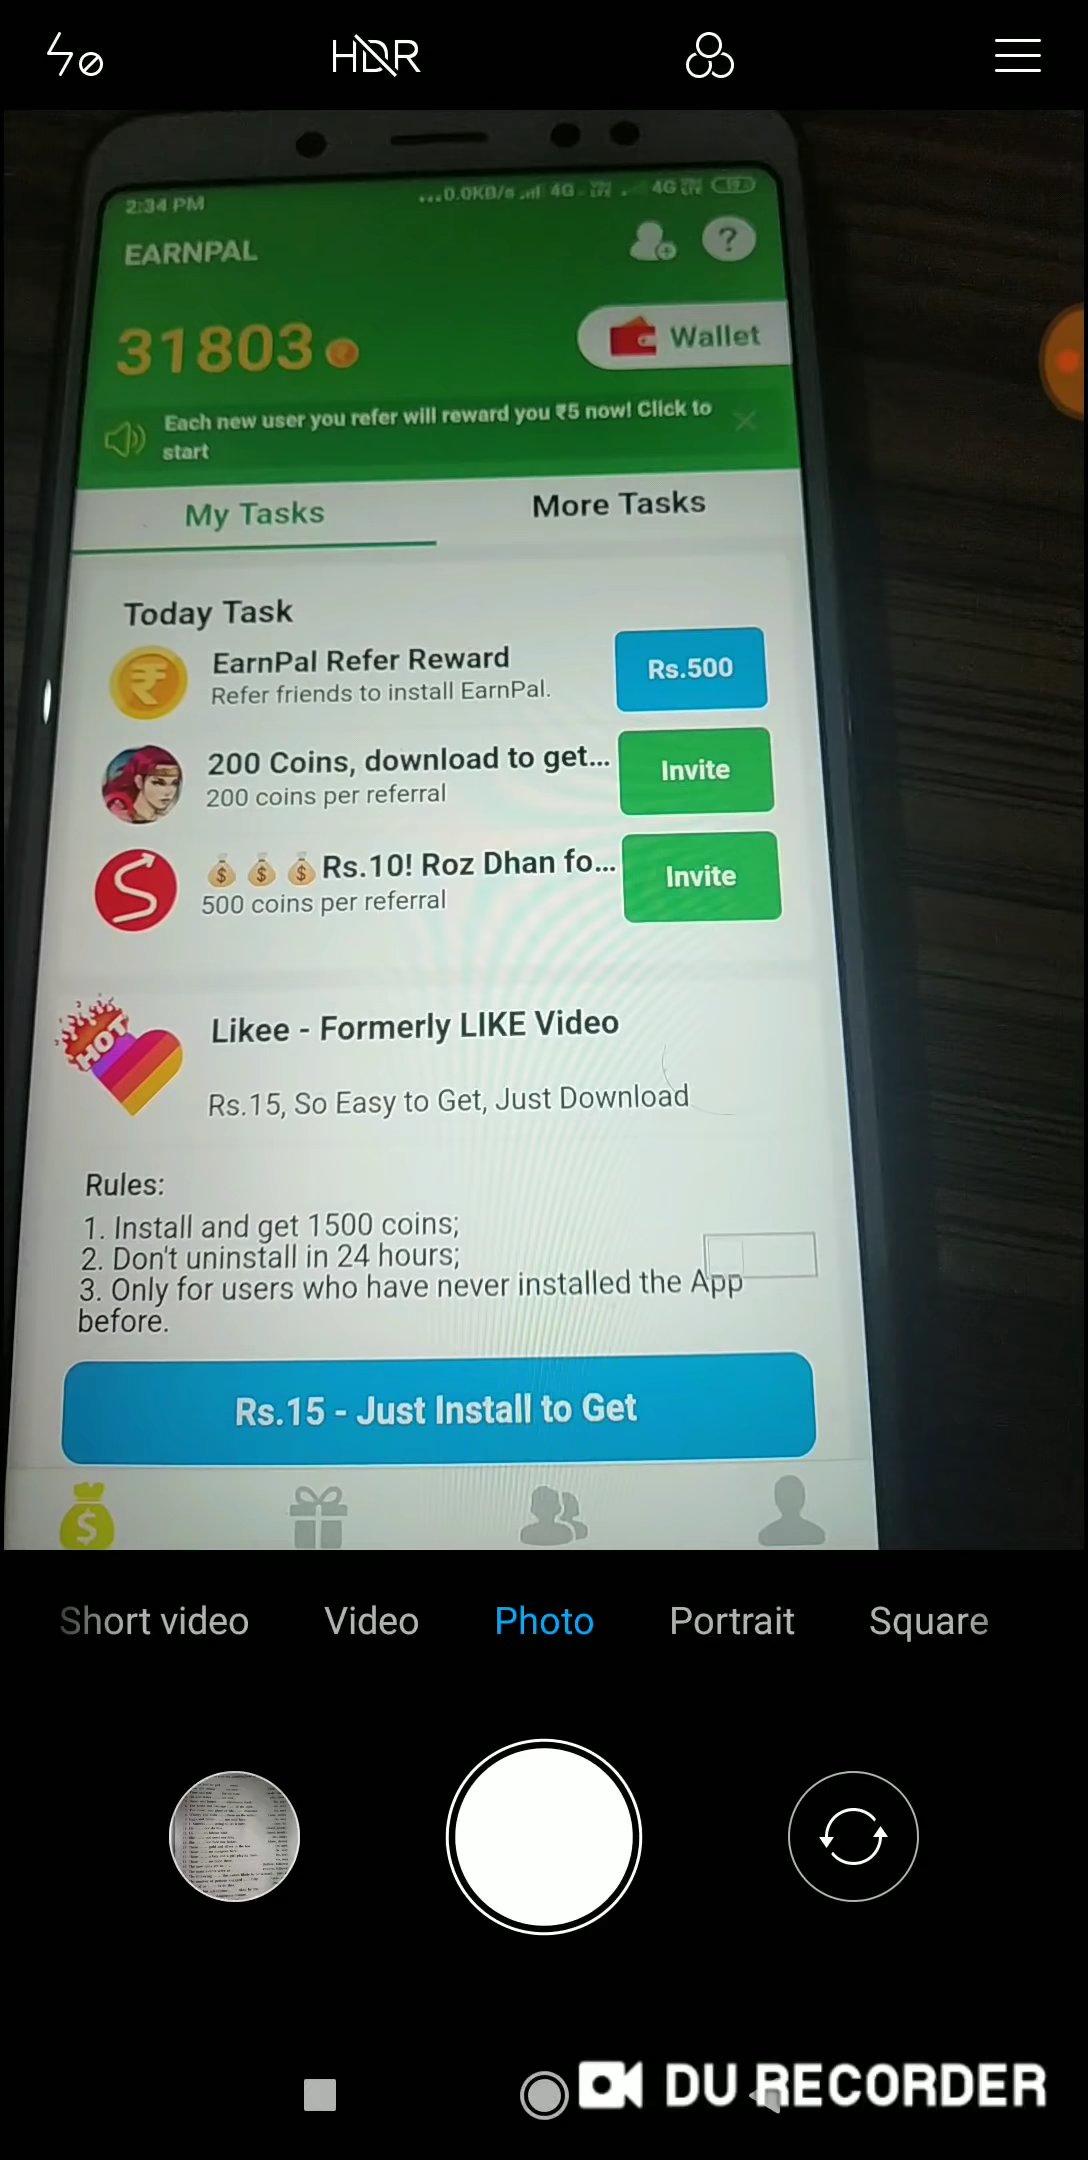 HDR
2:34 PM
...0.0KB/s 4G 4G
EARNPAL
?
31803
Wallet
Each new user you refer will reward you ₹5 now! Click to
start
My Tasks
More Tasks
Today Task
EarnPal Refer Reward
Refer friends to install EarnPal.
Rs.500
200 Coins, download to get...
200 coins per referral
Invite
💰💰💰Rs.10! Roz Dhan fo...
500 coins per referral
Invite
HOT
Likee - Formerly LIKE Video
Rs.15, So Easy to Get, Just Download
Rules:
1. Install and get 1500 coins;
2. Don't uninstall in 24 hours;
3. Only for users who have never installed the App
before.
Rs.15 - Just Install to Get
Short video
Video
Photo
Portrait
Square
DU RECORDER